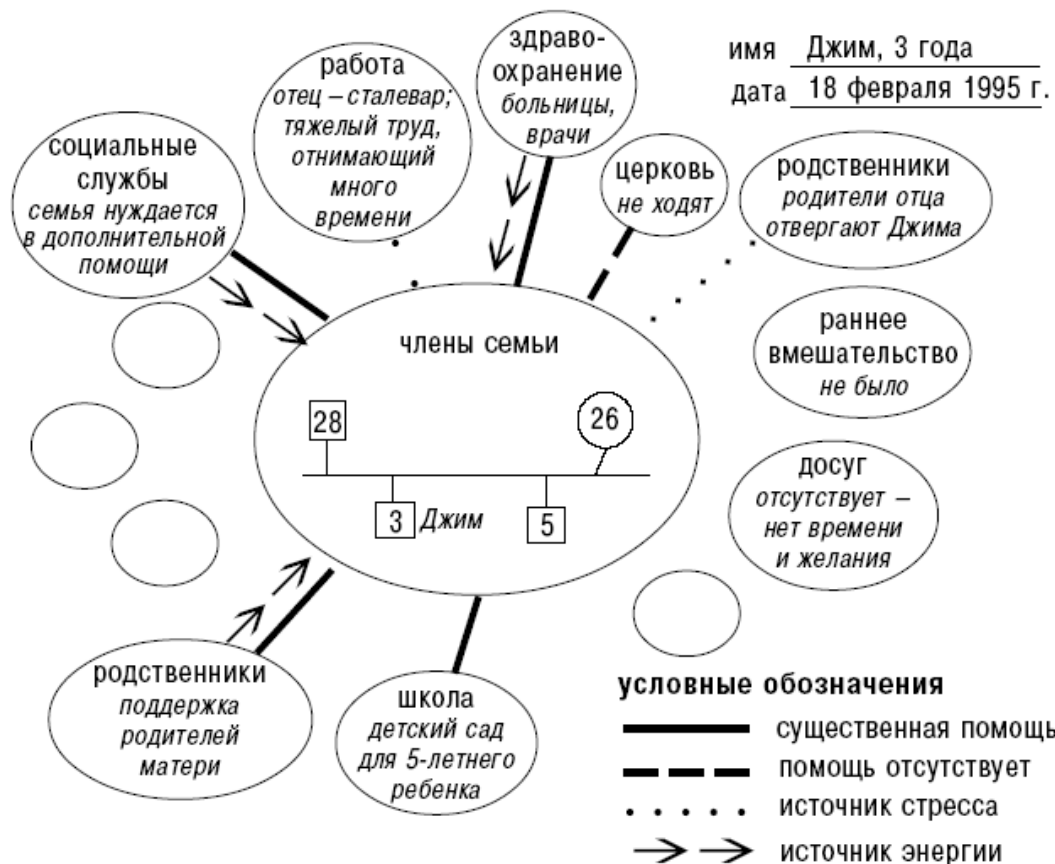 имя Джим, 3 года
дата 18 февраля 1995 г.
социальные
службы
семья нуждается
в дополнительной
помощи
работа
отец – сталевар;
тяжелый труд,
отнимающий
много
времени
здраво-
охранение
больницы,
врачи
церковь
не ходят
родственники
родители отца
отвергают Джима
раннее
вмешательство
не было
досуг
отсутствует –
нет времени
и желания
члены семьи
28
26
3 Джим
5
родственники
поддержка
родителей
матери
школа
детский сад
для 5-летнего
ребенка
условные обозначения
существенная помощь
помощь отсутствует
источник стресса
источник энергии